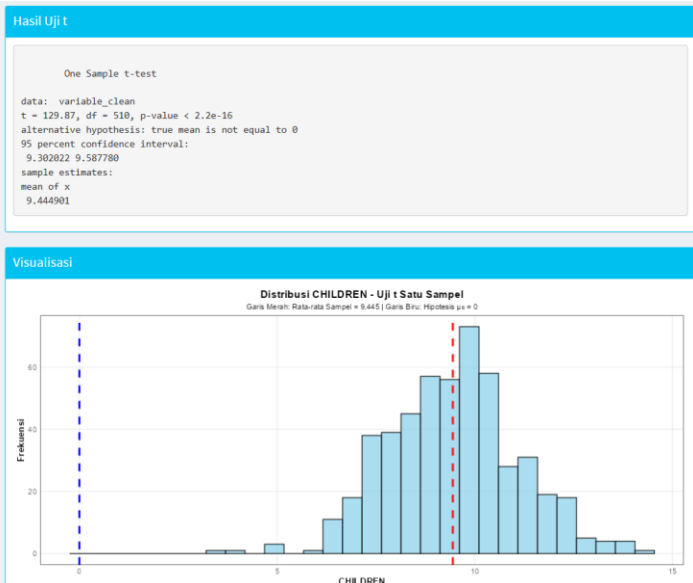 Hasil Uji t
One Sample t-test
data: variable_clean
t = 129.87, df = 510, p-value < 2.2e-16
alternative hypothesis: true mean is not equal to 0
95 percent confidence interval:
9.302022 9.587780
sample estimates:
mean of x
9.444901
Visualisasi
Distribusi CHILDREN - Uji t Satu Sampel
Garis Merah: Rata-rata Sampel = 9.445 | Garis Biru: Hipotesis μ₀ = 0
Frekuensi
60
40
20
0
0 5 10 15
CHILDREN